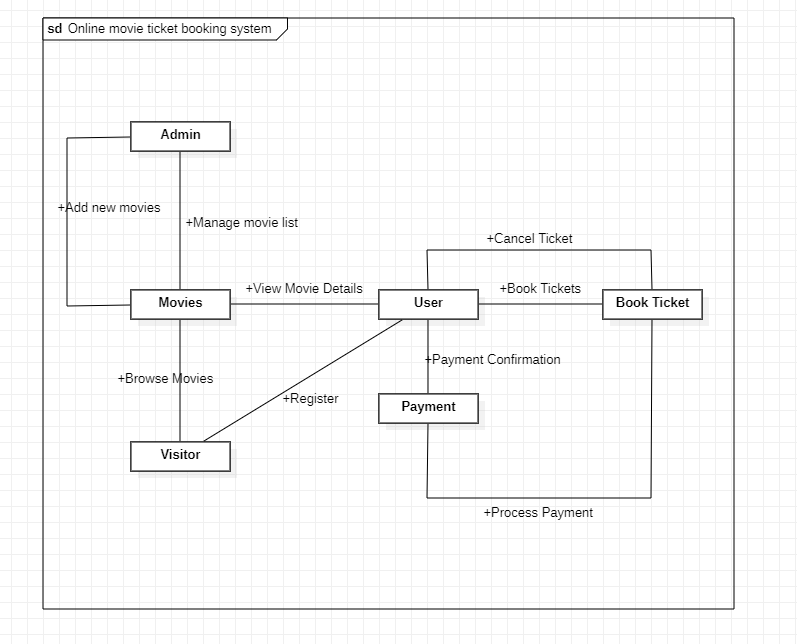 sd Online movie ticket booking system
Admin
+Add new movies
+Manage movie list
+Cancel Ticket
+View Movie Details
+Book Tickets
Movies
User
Book Ticket
+Payment Confirmation
+Browse Movies
+Register
Payment
Visitor
+Process Payment